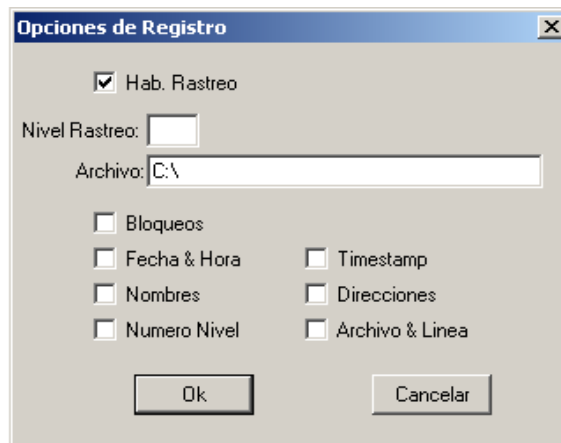 Opciones de Registro
Hab. Rastreo
Nivel Rastreo:
Archivo: C:\
Bloqueos
Fecha & Hora Timestamp
Nombres Direcciones
Numero Nivel Archivo & Linea
Ok Cancelar